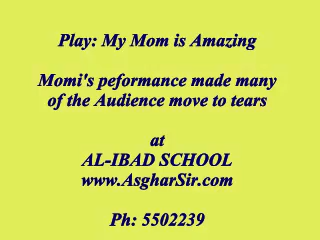 Play: My Mom is Amazing
Momi's peformance made many
of the Audience move to tears
at
AL-IBAD SCHOOL
www.AsgharSir.com
Ph: 5502239